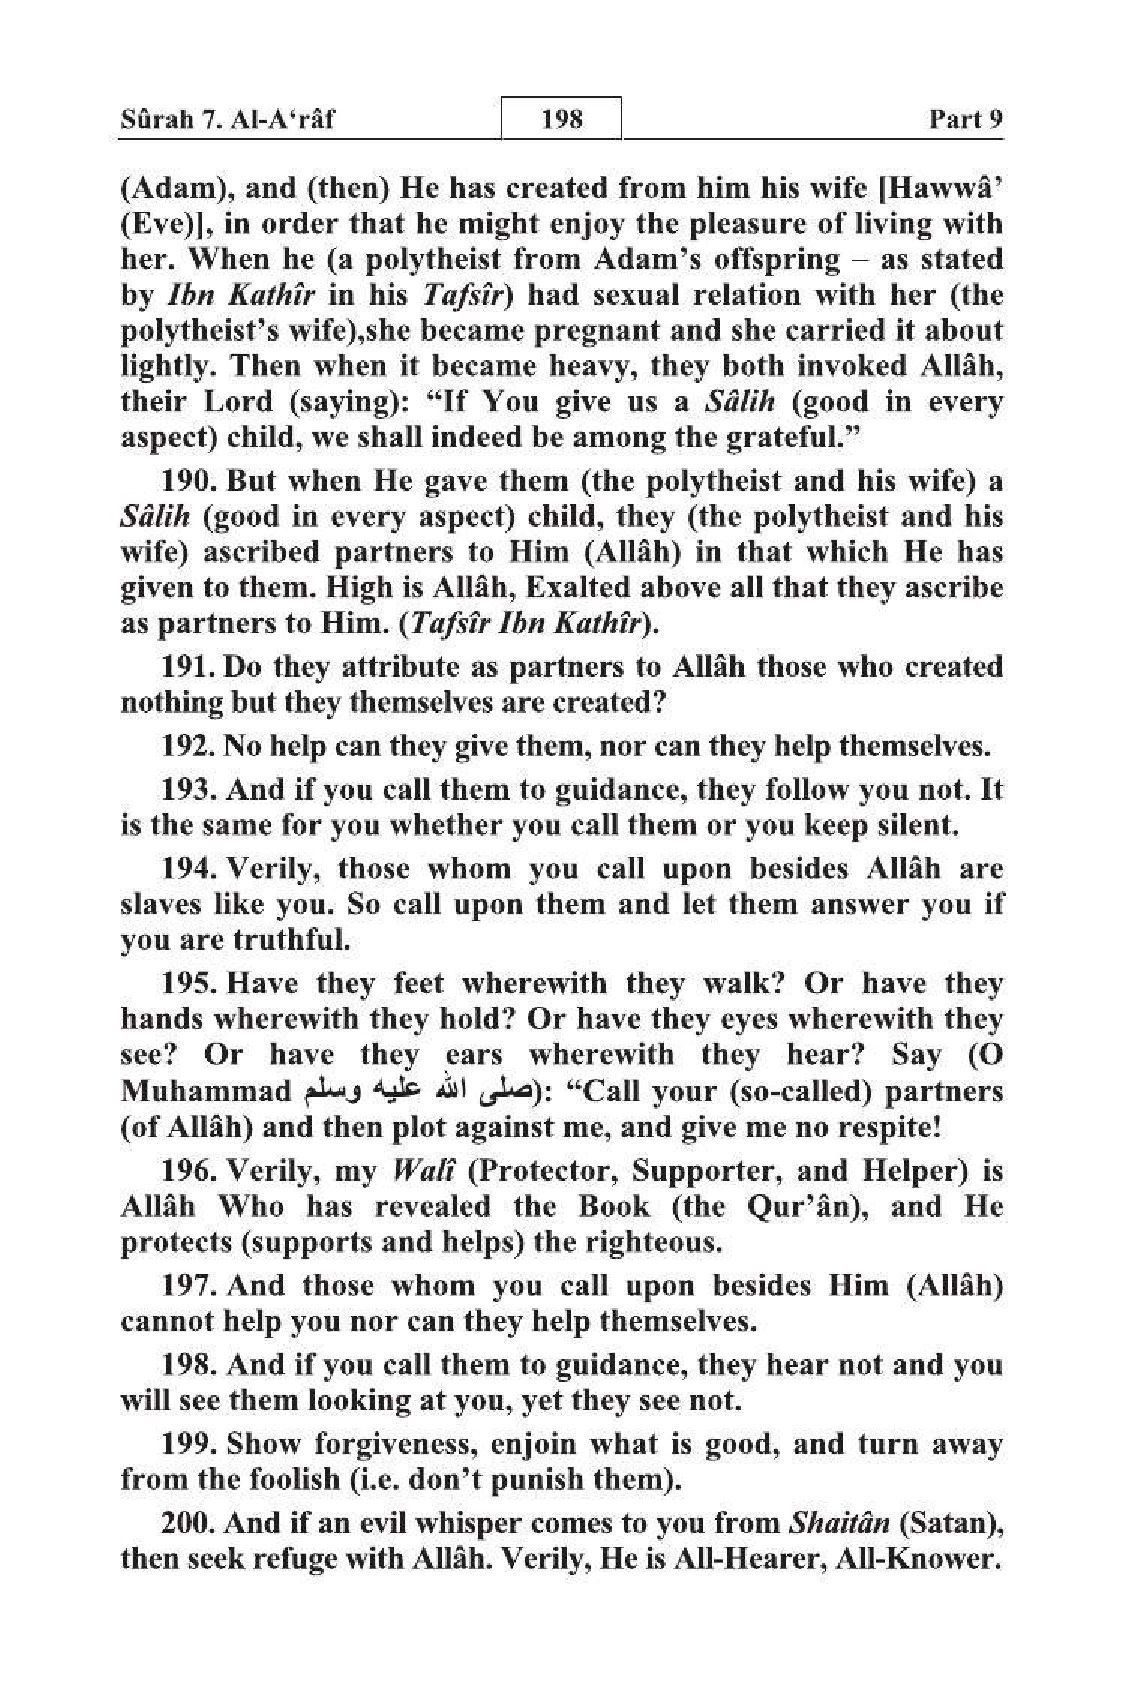 Sûrah 7. Al-A‘râf 198 Part 9
(Adam), and (then) He has created from him his wife [Hawwâ’
(Eve)], in order that he might enjoy the pleasure of living with
her. When he (a polytheist from Adam’s offspring – as stated
by Ibn Kathîr in his Tafsîr) had sexual relation with her (the
polytheist’s wife),she became pregnant and she carried it about
lightly. Then when it became heavy, they both invoked Allâh,
their Lord (saying): “If You give us a Sâlih (good in every
aspect) child, we shall indeed be among the grateful.”
190. But when He gave them (the polytheist and his wife) a
Sâlih (good in every aspect) child, they (the polytheist and his
wife) ascribed partners to Him (Allâh) in that which He has
given to them. High is Allâh, Exalted above all that they ascribe
as partners to Him. (Tafsîr Ibn Kathîr).
191. Do they attribute as partners to Allâh those who created
nothing but they themselves are created?
192. No help can they give them, nor can they help themselves.
193. And if you call them to guidance, they follow you not. It
is the same for you whether you call them or you keep silent.
194. Verily, those whom you call upon besides Allâh are
slaves like you. So call upon them and let them answer you if
you are truthful.
195. Have they feet wherewith they walk? Or have they
hands wherewith they hold? Or have they eyes wherewith they
see? Or have they ears wherewith they hear? Say (O
Muhammad صلى الله عليه وسلم): “Call your (so-called) partners
(of Allâh) and then plot against me, and give me no respite!
196. Verily, my Walî (Protector, Supporter, and Helper) is
Allâh Who has revealed the Book (the Qur’ân), and He
protects (supports and helps) the righteous.
197. And those whom you call upon besides Him (Allâh)
cannot help you nor can they help themselves.
198. And if you call them to guidance, they hear not and you
will see them looking at you, yet they see not.
199. Show forgiveness, enjoin what is good, and turn away
from the foolish (i.e. don’t punish them).
200. And if an evil whisper comes to you from Shaitân (Satan),
then seek refuge with Allâh. Verily, He is All-Hearer, All-Knower.